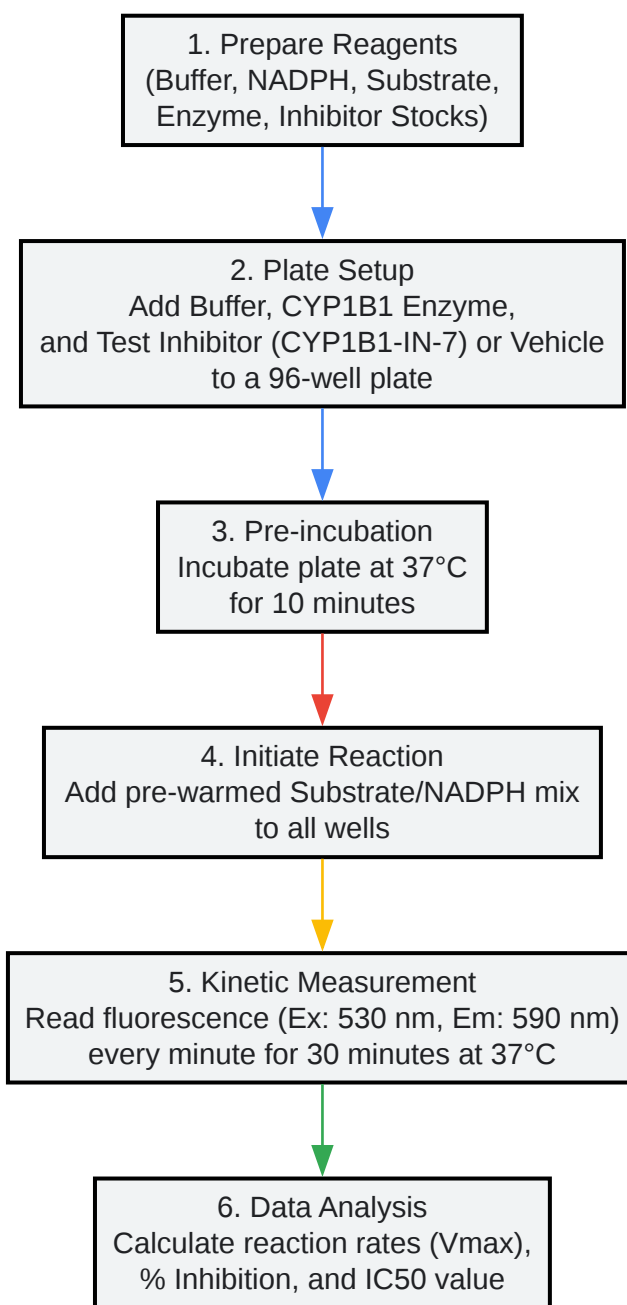 1. Prepare Reagents
(Buffer, NADPH, Substrate,
Enzyme, Inhibitor Stocks)
2. Plate Setup
Add Buffer, CYP1B1 Enzyme,
and Test Inhibitor (CYP1B1-IN-7) or Vehicle
to a 96-well plate
3. Pre-incubation
Incubate plate at 37°C
for 10 minutes
4. Initiate Reaction
Add pre-warmed Substrate/NADPH mix
to all wells
5. Kinetic Measurement
Read fluorescence (Ex: 530 nm, Em: 590 nm)
every minute for 30 minutes at 37°C
6. Data Analysis
Calculate reaction rates (Vmax),
% Inhibition, and IC50 value